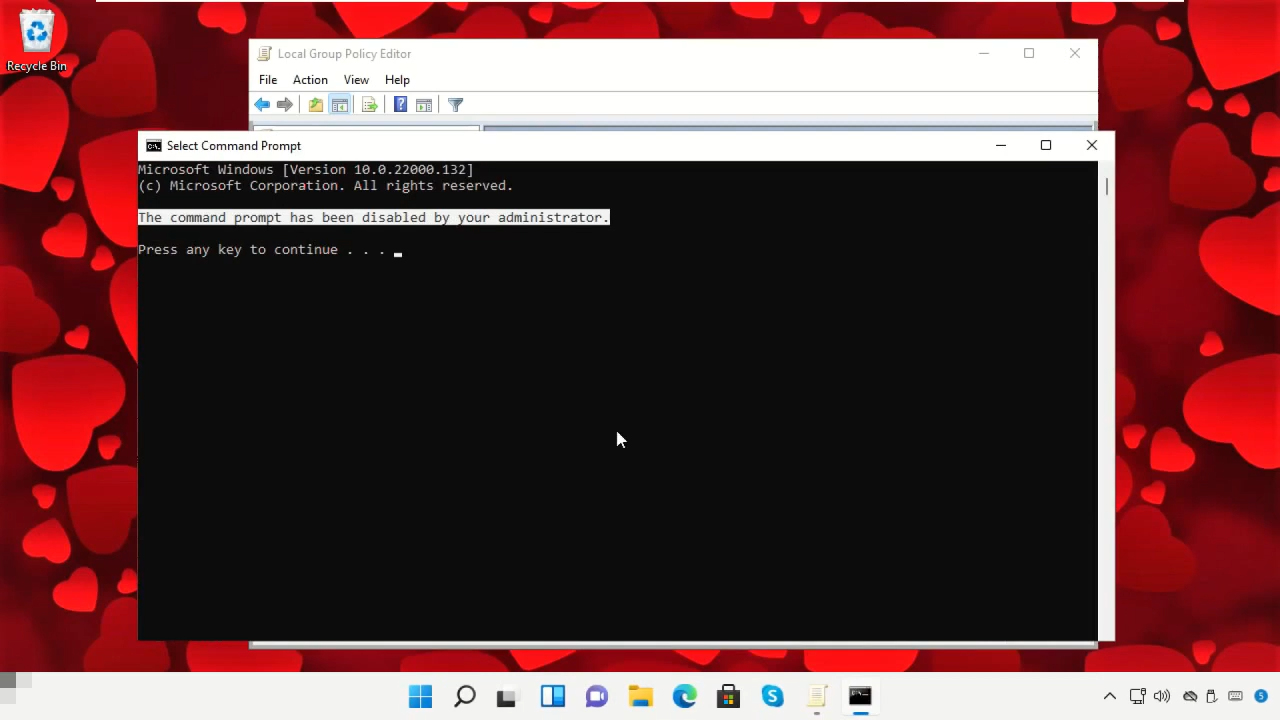 Recycle Bin
Local Group Policy Editor
File Action View Help
Select Command Prompt
Microsoft Windows [Version 10.0.22000.132]
(c) Microsoft Corporation. All rights reserved.
The command prompt has been disabled by your administrator.
Press any key to continue . . .
5